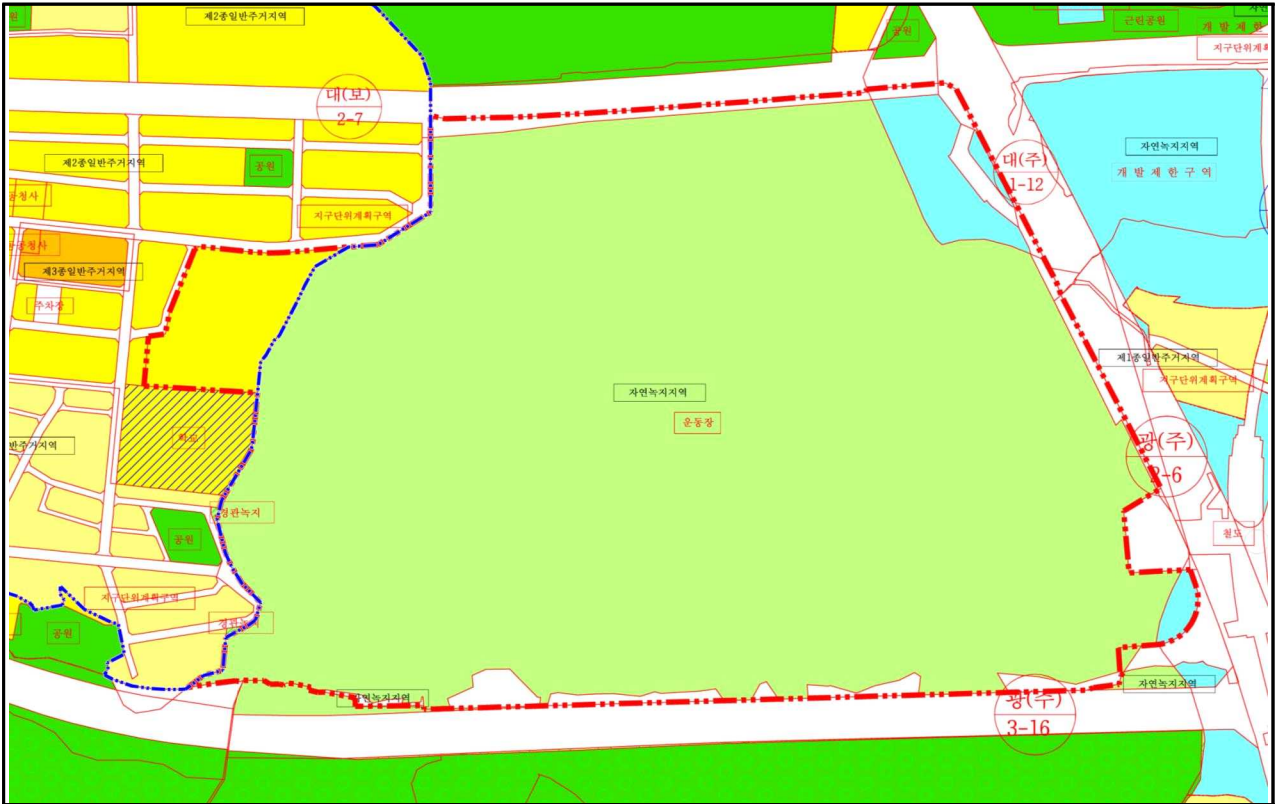 제2종일반주거지역
공원
근린공원
개 발 제 한
지구단위계획
대(보)
2-7
제2종일반주거지역
공원
자연녹지지역
개 발 제 한 구 역
대(주)
1-12
공청사
지구단위계획구역
공청사
제3종일반주거지역
주차장
제1종일반주거지역
지구단위계획구역
자연녹지지역
운동장
학교
반주거지역
광(주)
2-6
경관녹지
공원
철도
지구단위계획구역
경관녹지
공원
자연녹지지역
자연녹지지역
광(주)
3-16